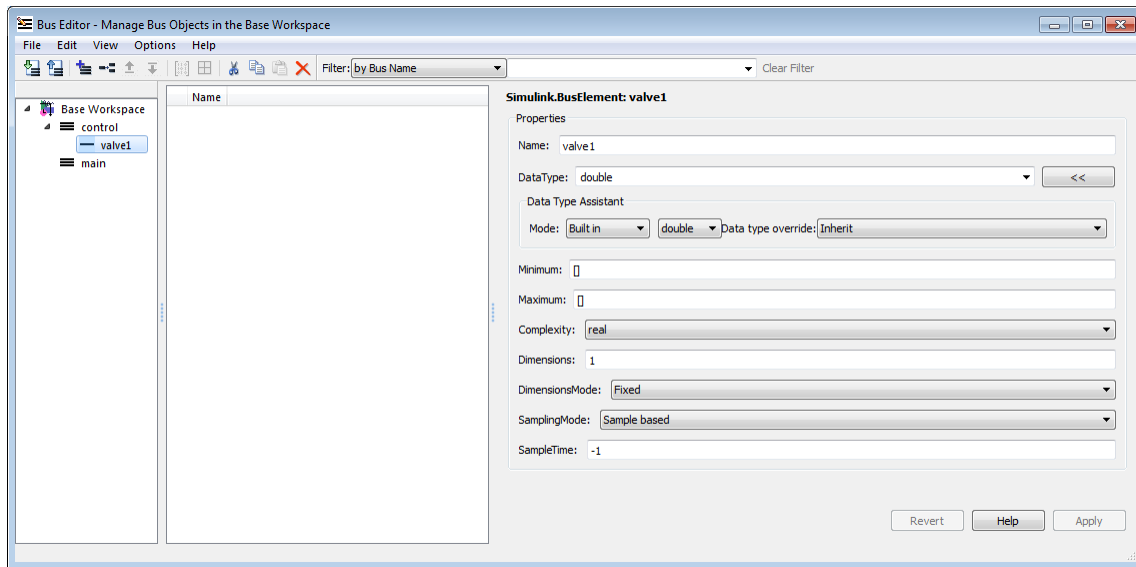 Bus Editor - Manage Bus Objects in the Base Workspace
File Edit View Options Help
Filter: by Bus Name Clear Filter
Base Workspace
control
valve1
main
Name
Simulink.BusElement: valve1
Properties
Name: valve1
DataType: double <<
Data Type Assistant
Mode: Built in double Data type override: Inherit
Minimum: []
Maximum: []
Complexity: real
Dimensions: 1
DimensionsMode: Fixed
SamplingMode: Sample based
SampleTime: -1
Revert Help Apply